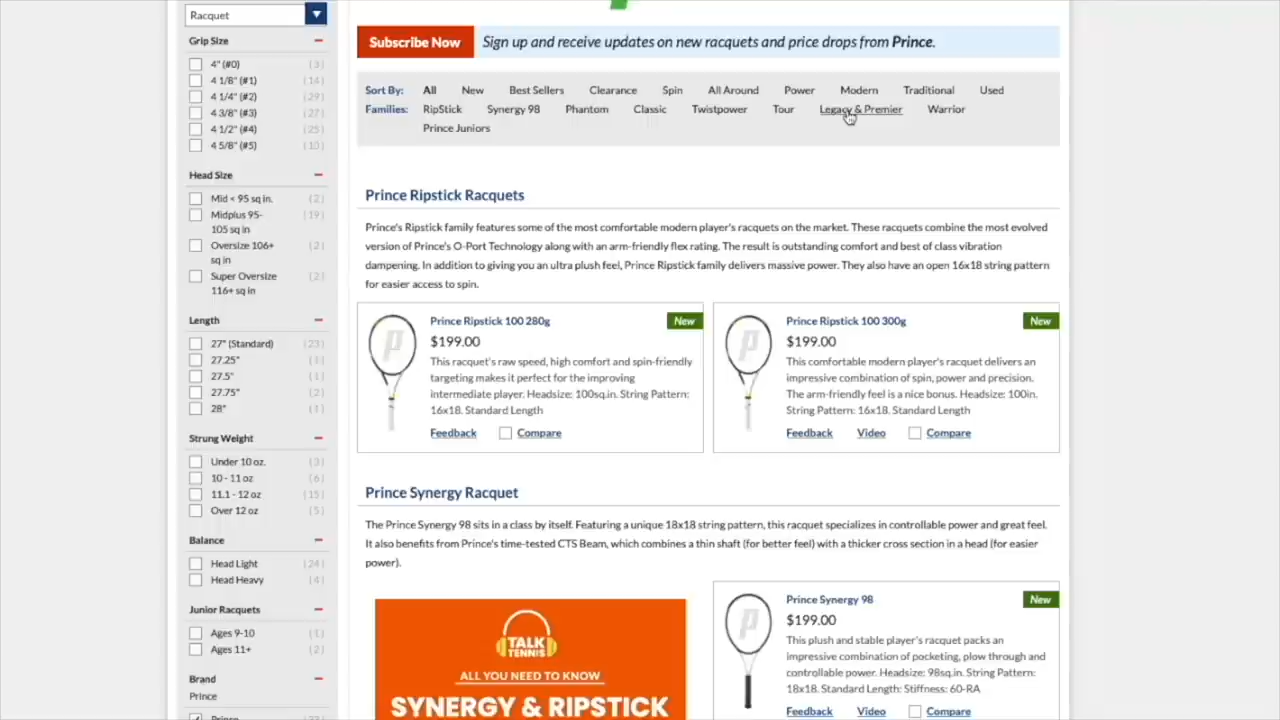 Racquet
Grip Size
4" (#0) (3)
4 1/8" (#1) (14)
4 1/4" (#2) (29)
4 3/8" (#3) (27)
4 1/2" (#4) (25)
4 5/8" (#5) (10)
Head Size
Mid < 95 sq in. (2)
Midplus 95- (19)
105 sq in
Oversize 106+ (2)
sq in
Super Oversize (2)
116+ sq in
Length
27" (Standard) (23)
27.25" (1)
27.5" (1)
27.75" (2)
28" (1)
Strung Weight
Under 10 oz. (3)
10 - 11 oz (6)
11.1 - 12 oz (15)
Over 12 oz (5)
Balance
Head Light (24)
Head Heavy (4)
Junior Racquets
Ages 9-10 (1)
Ages 11+ (2)
Brand
Prince
Subscribe Now Sign up and receive updates on new racquets and price drops from Prince.
Sort By: All New Best Sellers Clearance Spin All Around Power Modern Traditional Used
Families: RipStick Synergy 98 Phantom Classic Twistpower Tour Legacy & Premier Warrior
Prince Juniors
Prince Ripstick Racquets
Prince's Ripstick family features some of the most comfortable modern player's racquets on the market. These racquets combine the most evolved
version of Prince's O-Port Technology along with an arm-friendly flex rating. The result is outstanding comfort and best of class vibration
dampening. In addition to giving you an ultra plush feel, Prince Ripstick family delivers massive power. They also have an open 16x18 string pattern
for easier access to spin.
Prince Ripstick 100 280g New
$199.00
This racquet's raw speed, high comfort and spin-friendly
targeting makes it perfect for the improving
intermediate player. Headsize: 100sq.in. String Pattern:
16x18. Standard Length
Feedback Compare
Prince Ripstick 100 300g New
$199.00
This comfortable modern player's racquet delivers an
impressive combination of spin, power and precision.
The arm-friendly feel is a nice bonus. Headsize: 100in.
String Pattern: 16x18. Standard Length
Feedback Video Compare
Prince Synergy Racquet
The Prince Synergy 98 sits in a class by itself. Featuring a unique 18x18 string pattern, this racquet specializes in controllable power and great feel.
It also benefits from Prince's time-tested CTS Beam, which combines a thin shaft (for better feel) with a thicker cross section in a head (for easier
power).
TALK
TENNIS
ALL YOU NEED TO KNOW
SYNERGY & RIPSTICK
Prince Synergy 98 New
$199.00
This plush and stable player's racquet packs an
impressive combination of pocketing, plow through and
controllable power. Headsize: 98sq.in. String Pattern:
18x18. Standard Length: Stiffness: 60-RA
Feedback Video Compare